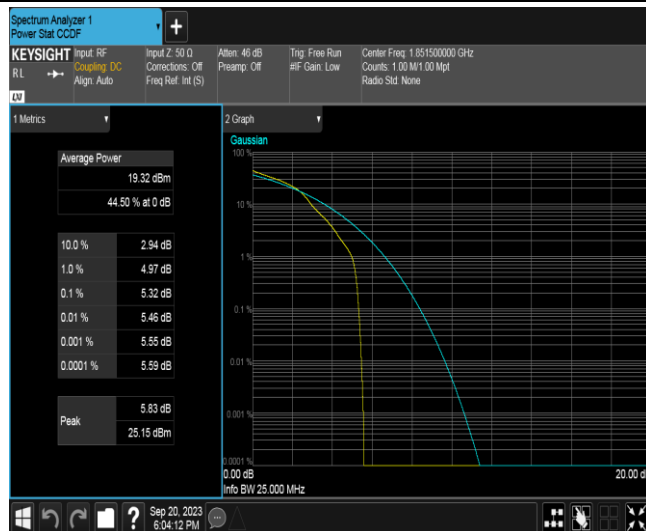 Spectrum Analyzer 1
Power Stat CCDF
+
KEYSIGHT
RL
Input: RF
Coupling: DC
Align: Auto
Input Z: 50 Ω
Corrections: Off
Freq Ref: Int (S)
Atten: 46 dB
Preamp: Off
Trig: Free Run
#IF Gain: Low
Center Freq: 1.851500000 GHz
Counts: 1.00 M/1.00 Mpt
Radio Std: None
1 Metrics
Average Power
19.32 dBm
44.50 % at 0 dB
10.0 % 2.94 dB
1.0 % 4.97 dB
0.1 % 5.32 dB
0.01 % 5.46 dB
0.001 % 5.55 dB
0.0001 % 5.59 dB
Peak
5.83 dB
25.15 dBm
2 Graph
Gaussian
100 %
10 %
1 %
0.1 %
0.01 %
0.001 %
0.0001 %
0.00 dB
20.00 d
Info BW 25.000 MHz
?
Sep 20, 2023
6:04:12 PM